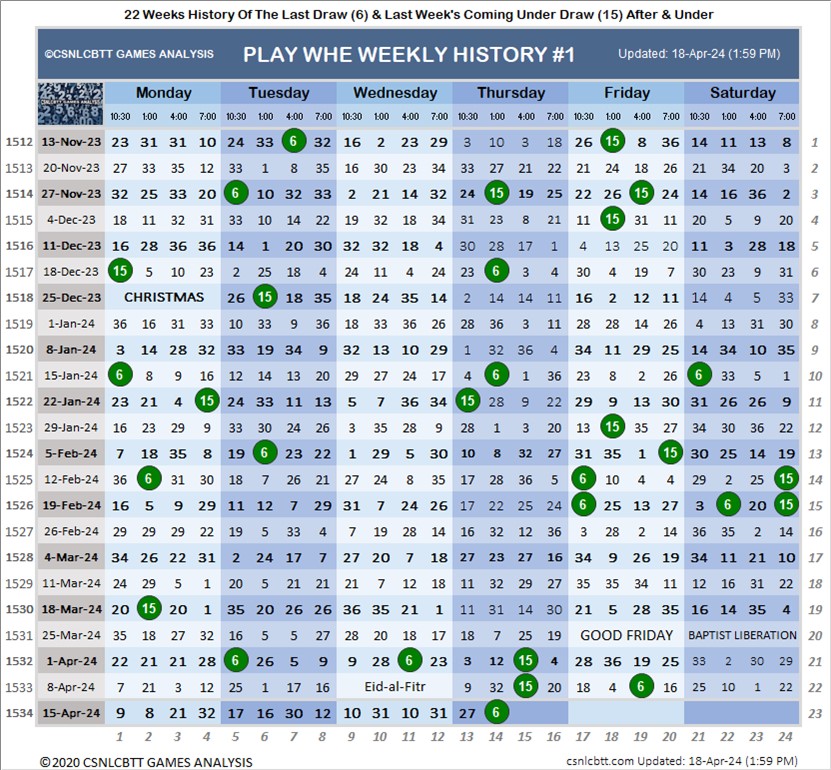 22 Weeks History Of The Last Draw (6) & Last Week's Coming Under Draw (15) After & Under
©CSNLCBTT GAMES ANALYSIS PLAY WHE WEEKLY HISTORY #1 Updated: 18-Apr-24 (1:59 PM)
Monday Tuesday Wednesday Thursday Friday Saturday
10:30 1:00 4:00 7:00 10:30 1:00 4:00 7:00 10:30 1:00 4:00 7:00 10:30 1:00 4:00 7:00 10:30 1:00 4:00 7:00 10:30 1:00 4:00 7:00
1512 13-Nov-23 23 31 31 10 24 33 6 32 16 2 23 29 3 10 3 18 26 15 8 36 14 11 13 8 1
1513 20-Nov-23 27 33 35 12 33 1 8 35 16 30 23 34 33 27 21 22 21 24 18 26 21 34 20 3 2
1514 27-Nov-23 32 25 33 20 6 10 32 33 2 21 14 32 24 15 19 25 22 26 15 24 14 16 36 2 3
1515 4-Dec-23 18 11 32 31 33 10 14 22 19 32 18 34 31 23 8 21 11 15 31 11 20 5 9 20 4
1516 11-Dec-23 16 28 36 36 14 1 20 30 32 32 18 4 30 28 17 1 4 13 25 20 11 3 28 18 5
1517 18-Dec-23 15 5 10 23 2 25 18 4 24 11 4 24 23 6 3 4 30 4 19 7 30 23 9 31 6
1518 25-Dec-23 CHRISTMAS 26 15 18 35 18 24 35 14 2 14 14 11 16 2 12 11 14 4 5 33 7
1519 1-Jan-24 36 16 31 33 10 33 9 36 18 33 36 26 28 36 3 11 28 28 14 26 4 13 31 30 8
1520 8-Jan-24 3 14 28 32 33 19 34 9 32 13 10 29 1 32 36 4 34 11 29 25 14 34 10 35 9
1521 15-Jan-24 6 8 9 16 12 14 13 20 29 27 24 17 4 6 1 36 23 8 2 26 6 33 5 1 10
1522 22-Jan-24 23 21 4 15 24 33 11 13 5 7 36 34 15 28 9 22 29 9 13 30 31 26 26 9 11
1523 29-Jan-24 16 23 29 9 33 30 24 26 3 35 28 9 28 1 3 20 13 15 35 27 34 30 36 22 12
1524 5-Feb-24 7 18 35 8 19 6 23 22 1 29 5 30 10 8 32 27 31 35 1 15 30 25 14 19 13
1525 12-Feb-24 36 6 31 30 18 7 26 21 27 24 8 35 17 28 36 5 6 10 4 4 29 2 25 15 14
1526 19-Feb-24 16 5 9 29 11 12 7 29 31 7 24 26 17 22 25 24 6 25 13 27 3 6 20 15 15
1527 26-Feb-24 29 29 29 22 19 5 33 4 7 19 28 14 16 32 12 36 3 28 2 14 36 35 2 14 16
1528 4-Mar-24 34 26 22 31 2 24 17 7 27 20 7 18 17 23 27 16 34 9 26 19 34 11 21 10 17
1529 11-Mar-24 24 29 5 1 20 5 21 21 21 7 12 18 11 32 29 27 35 35 34 11 12 16 31 22 18
1530 18-Mar-24 20 15 20 1 35 20 26 26 36 35 21 1 11 31 14 30 21 5 28 35 16 14 35 4 19
1531 25-Mar-24 35 18 27 32 16 5 5 27 28 20 18 17 18 7 25 19 GOOD FRIDAY BAPTIST LIBERATION 20
1532 1-Apr-24 22 21 21 28 6 26 5 9 9 28 6 23 3 12 15 4 28 36 19 25 33 2 30 29 21
1533 8-Apr-24 7 21 3 12 25 1 17 16 Eid-al-Fitr 9 32 15 20 18 4 6 16 25 10 1 22 22
1534 15-Apr-24 9 8 21 32 17 16 30 12 10 31 10 31 27 6 23
1 2 3 4 5 6 7 8 9 10 11 12 13 14 15 16 17 18 19 20 21 22 23 24
©2020 CSNLCBTT GAMES ANALYSIS csnlcbtt.com Updated: 18-Apr-24 (1:59 PM)